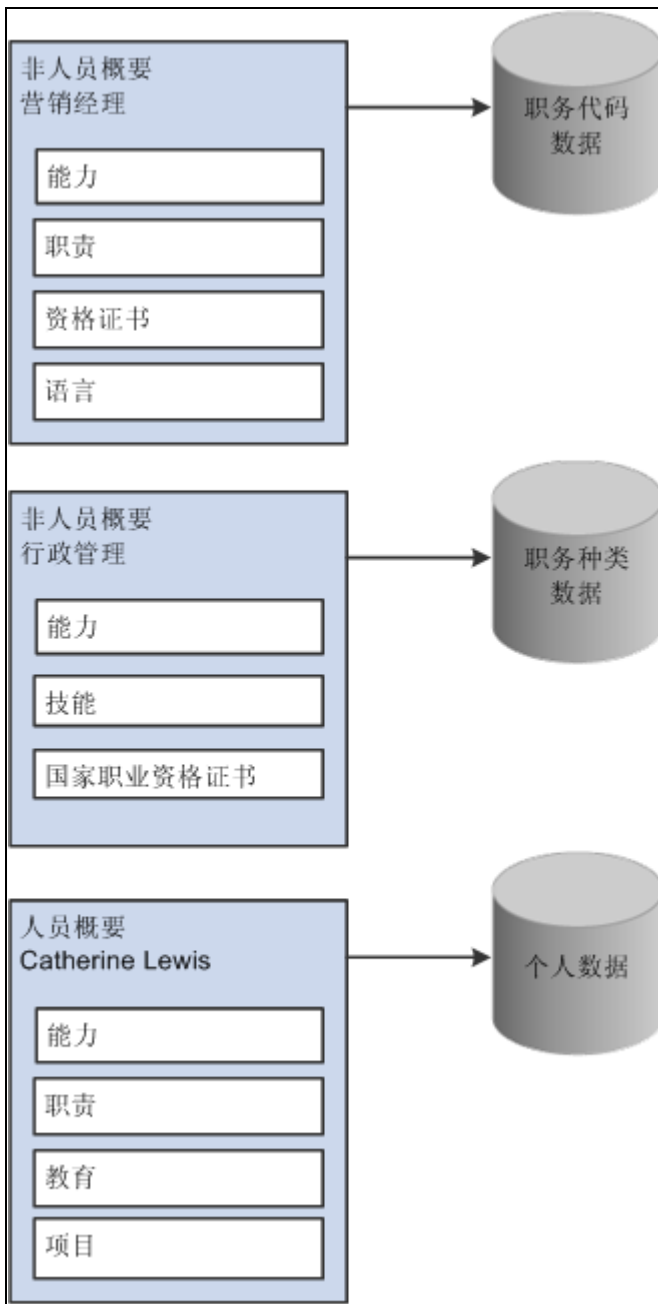 非人员概要
营销经理
能力
职责
资格证书
语言
职务代码
数据
非人员概要
行政管理
能力
技能
国家职业资格证书
职务种类
数据
人员概要
Catherine Lewis
能力
职责
教育
项目
个人数据